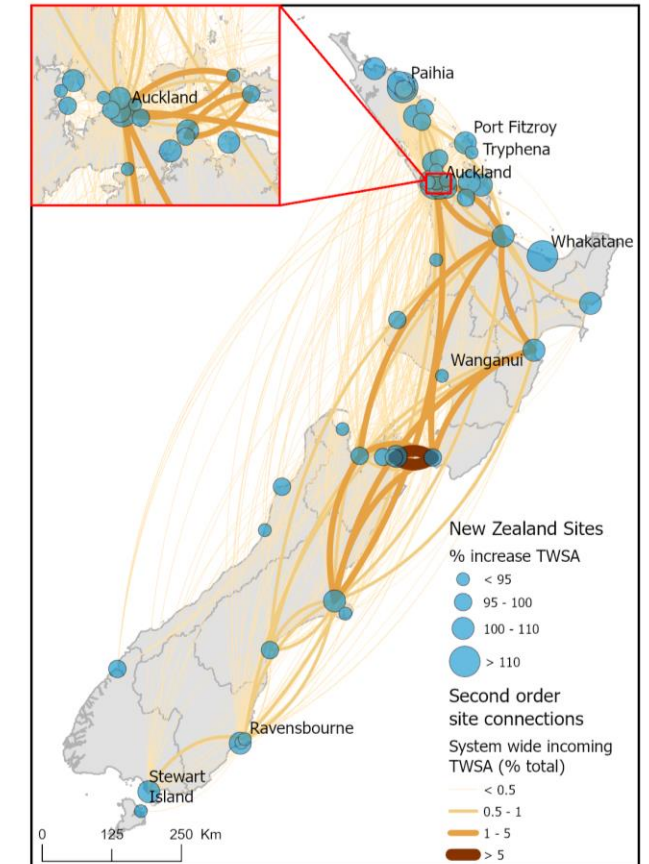 Auckland
Paihia
Port Fitzroy
Tryphena
Auckland
Whakatane
Wanganui
New Zealand Sites
% increase TWSA
< 95
95 - 100
100 - 110
> 110
Second order
site connections
System wide incoming
TWSA (% total)
< 0.5
0.5 - 1
1 - 5
> 5
Ravensbourne
Stewart
Island
0 125 250 Km